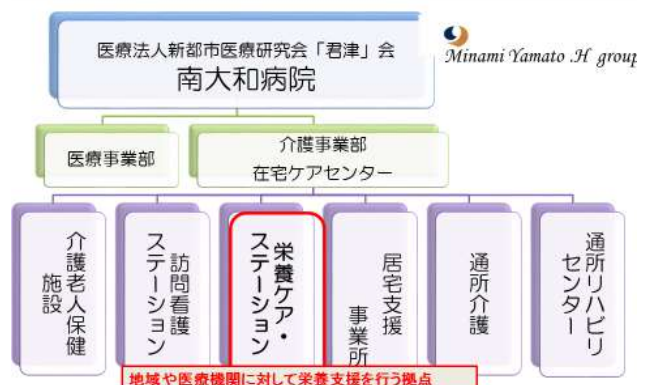 医療法人新都市医療研究会「君津」会
南大和病院
Minami Yamato .H group
医療事業部
介護事業部
在宅ケアセンター
介護老人保健
施設
訪問看護
ステーション
栄養ケア・
ステーション
居宅支援
事業所
通所介護
通所リハビリ
センター
地域や医療機関に対して栄養支援を行う拠点